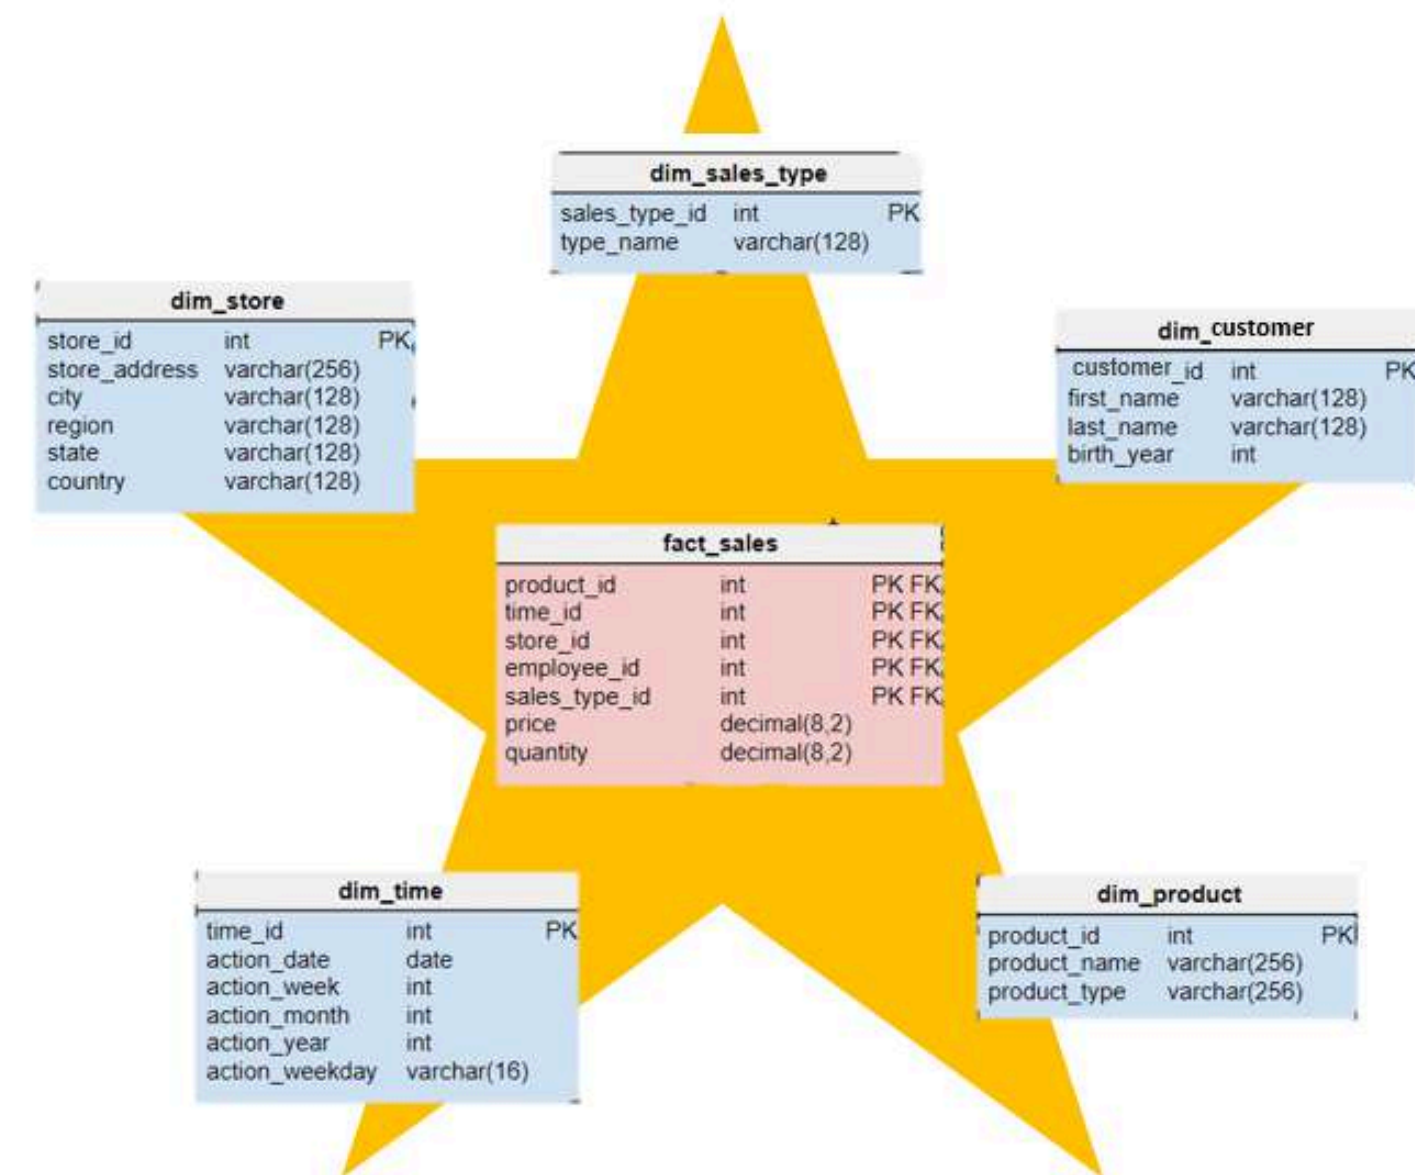 dim_sales_type
sales_type_id int PK
type_name varchar(128)
dim_store
store_id int PK
store_address varchar(256)
city varchar(128)
region varchar(128)
state varchar(128)
country varchar(128)
dim_customer
customer_id int PK
first_name varchar(128)
last_name varchar(128)
birth_year int
fact_sales
product_id int PK FK
time_id int PK FK
store_id int PK FK
employee_id int PK FK
sales_type_id int PK FK
price decimal(8,2)
quantity decimal(8,2)
dim_time
time_id int PK
action_date date
action_week int
action_month int
action_year int
action_weekday varchar(16)
dim_product
product_id int PK
product_name varchar(256)
product_type varchar(256)